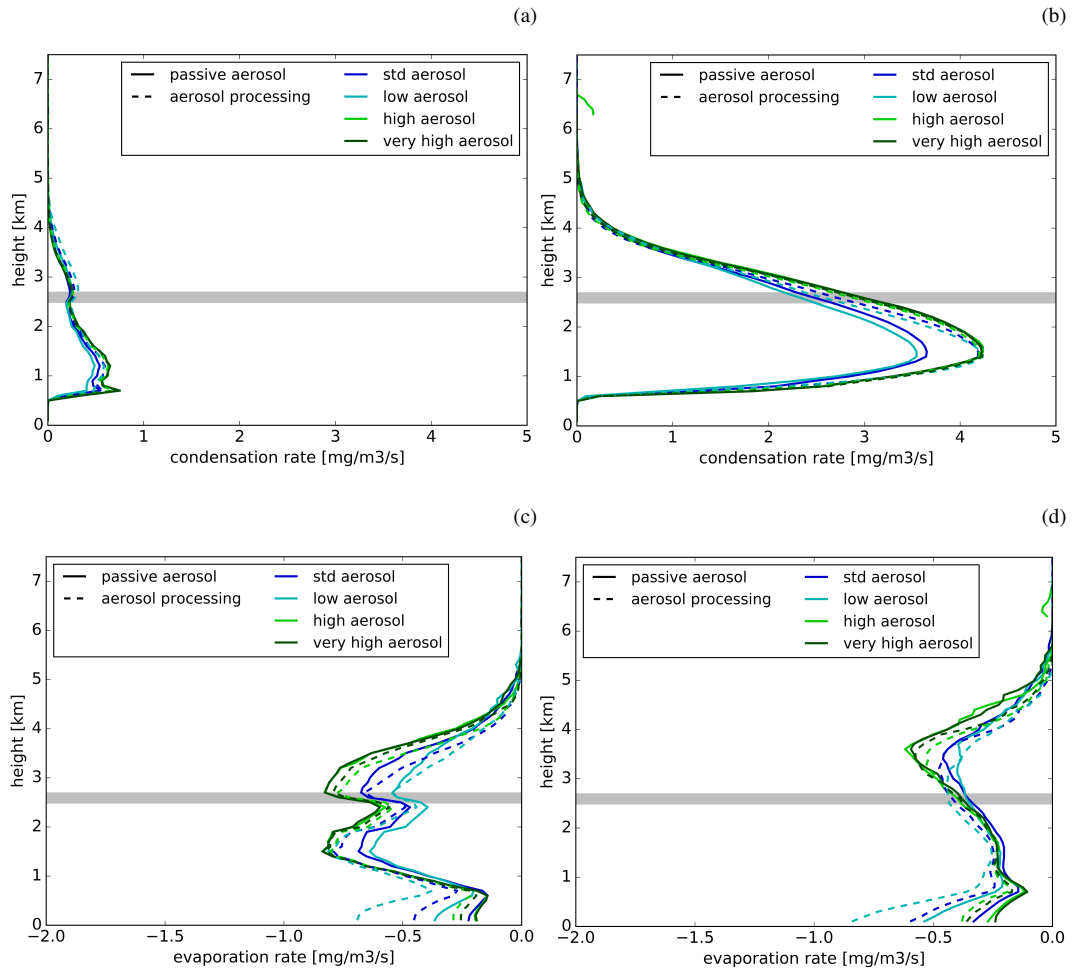 (a)
7
6
5
4
3
2
1
0
height [km]
0 1 2 3 4 5
condensation rate [mg/m3/s]
passive aerosol
aerosol processing
std aerosol
low aerosol
high aerosol
very high aerosol
(b)
7
6
5
4
3
2
1
0
height [km]
0 1 2 3 4 5
condensation rate [mg/m3/s]
passive aerosol
aerosol processing
std aerosol
low aerosol
high aerosol
very high aerosol
(c)
7
6
5
4
3
2
1
0
height [km]
−2.0 −1.5 −1.0 −0.5 0.0
evaporation rate [mg/m3/s]
passive aerosol
aerosol processing
std aerosol
low aerosol
high aerosol
very high aerosol
(d)
7
6
5
4
3
2
1
0
height [km]
−2.0 −1.5 −1.0 −0.5 0.0
evaporation rate [mg/m3/s]
passive aerosol
aerosol processing
std aerosol
low aerosol
high aerosol
very high aerosol